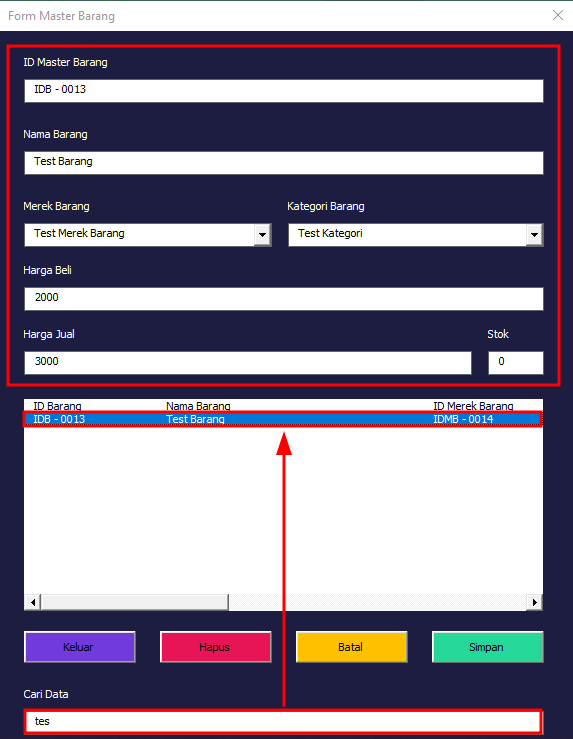 Form Master Barang
ID Master Barang
IDB - 0013
Nama Barang
Test Barang
Merek Barang Kategori Barang
Test Merek Barang Test Kategori
Harga Beli
2000
Harga Jual Stok
3000 0
ID Barang Nama Barang ID Merek Barang
IDB - 0013 Test Barang IDMB - 0014
Keluar Hapus Batal Simpan
Cari Data
tes